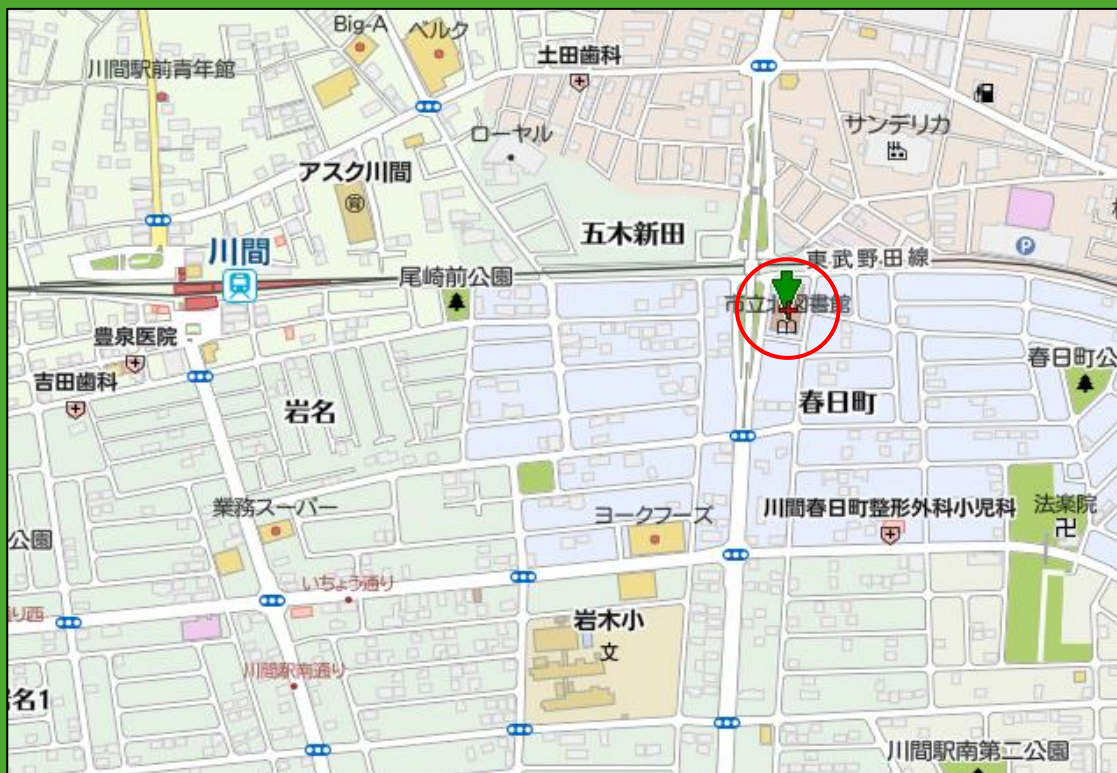 Big-A
ベルク
土田歯科
川間駅前青年館
サンデリカ
ローヤル
アスク川間
五木新田
川間
東武野田線
尾崎前公園
市立北図書館
豊泉医院
春日町公
吉田歯科
春日町
岩名
業務スーパー
ヨークフーズ
川間春日町整形外科小児科
法楽院
公園
いちょう通り
り西
岩木小
文
川間駅南通り
岩名1
川間駅南第二公園